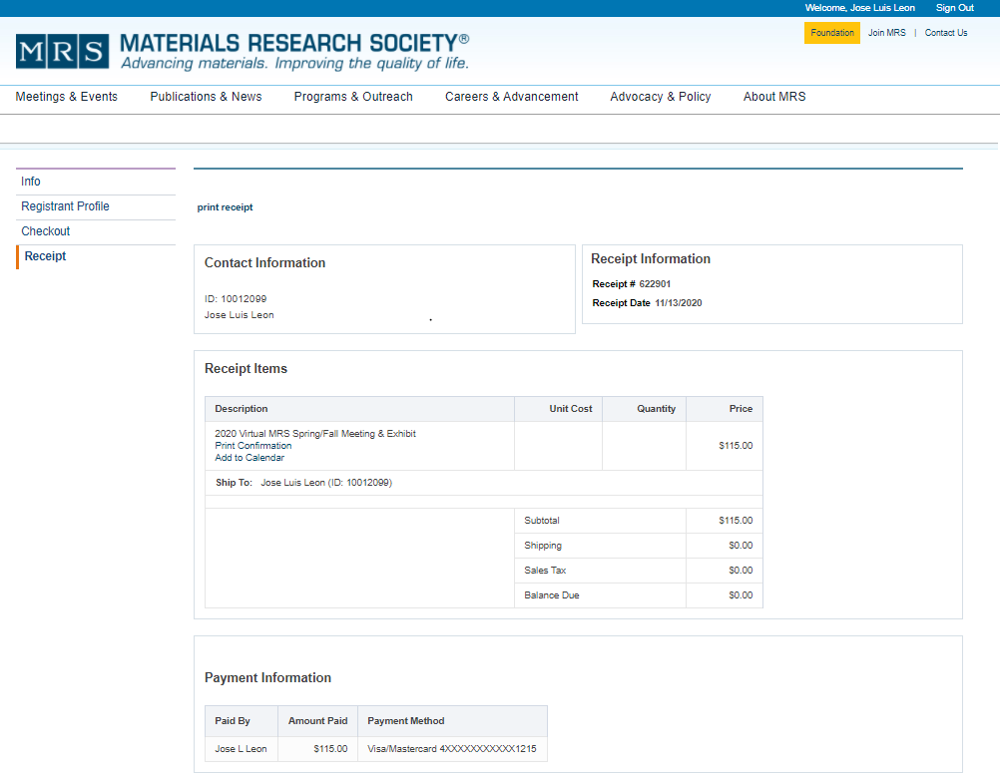 Welcome, Jose Luis Leon Sign Out
MRS MATERIALS RESEARCH SOCIETY®
Advancing materials. Improving the quality of life.
Foundation Join MRS | Contact Us
Meetings & Events Publications & News Programs & Outreach Careers & Advancement Advocacy & Policy About MRS
Info
Registrant Profile
Checkout
Receipt
print receipt
Contact Information
ID: 10012099
Jose Luis Leon
.
Receipt Information
Receipt # 622901
Receipt Date 11/13/2020
Receipt Items
Description Unit Cost Quantity Price
2020 Virtual MRS Spring/Fall Meeting & Exhibit
Print Confirmation $115.00
Add to Calendar
Ship To: Jose Luis Leon (ID: 10012099)
Subtotal $115.00
Shipping $0.00
Sales Tax $0.00
Balance Due $0.00
Payment Information
Paid By Amount Paid Payment Method
Jose L Leon $115.00 Visa/Mastercard 4XXXXXXXXXXX1215